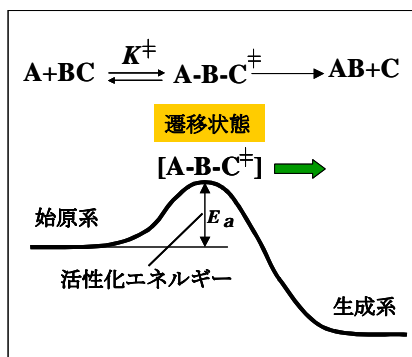 K‡
A+BC ⇌ A-B-C‡ → AB+C
遷移状態
[A-B-C‡]
始原系
E a
活性化エネルギー
生成系